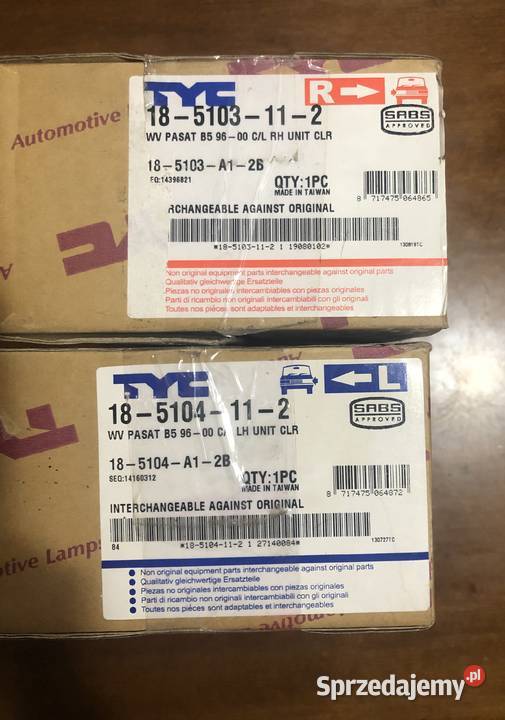 Automotive
TYC
R
18-5103-11-2
WV PASAT B5 96-00 C/L RH UNIT CLR
SABS
APPROVED
18-5103-A1-2B
EQ:14396821
QTY:1PC
MADE IN TAIWAN
8 717475 064865
RCHANGEABLE AGAINST ORIGINAL
*18-5103-11-2 1 19080102*
130819TC
Non original equipment parts interchangeable against original parts
Qualitativ gleichwertige Ersatzteile
Piezas no originales intercambiables con piezas originales
Parti di ricambio non originali intercambiabili con gli originali
Toutes nos pièces sont adaptables et interchangeables
TYC
L
18-5104-11-2
WV PASAT B5 96-00 C/ LH UNIT CLR
SABS
APPROVED
18-5104-A1-2B
SEQ:14160312
QTY:1PC
MADE IN TAIWAN
8 717475 064872
INTERCHANGEABLE AGAINST ORIGINAL
84
*18-5104-11-2 1 27140084*
130727TC
otive Lamps
Non original equipment parts interchangeable against original parts
Qualitativ gleichwertige Ersatzteile
Piezas no originales intercambiables con piezas originales
Parti di ricambio non originali intercambiabili con gli originali
Toutes nos pièces sont adaptables et interchangeables
Sprzedajemy.pl